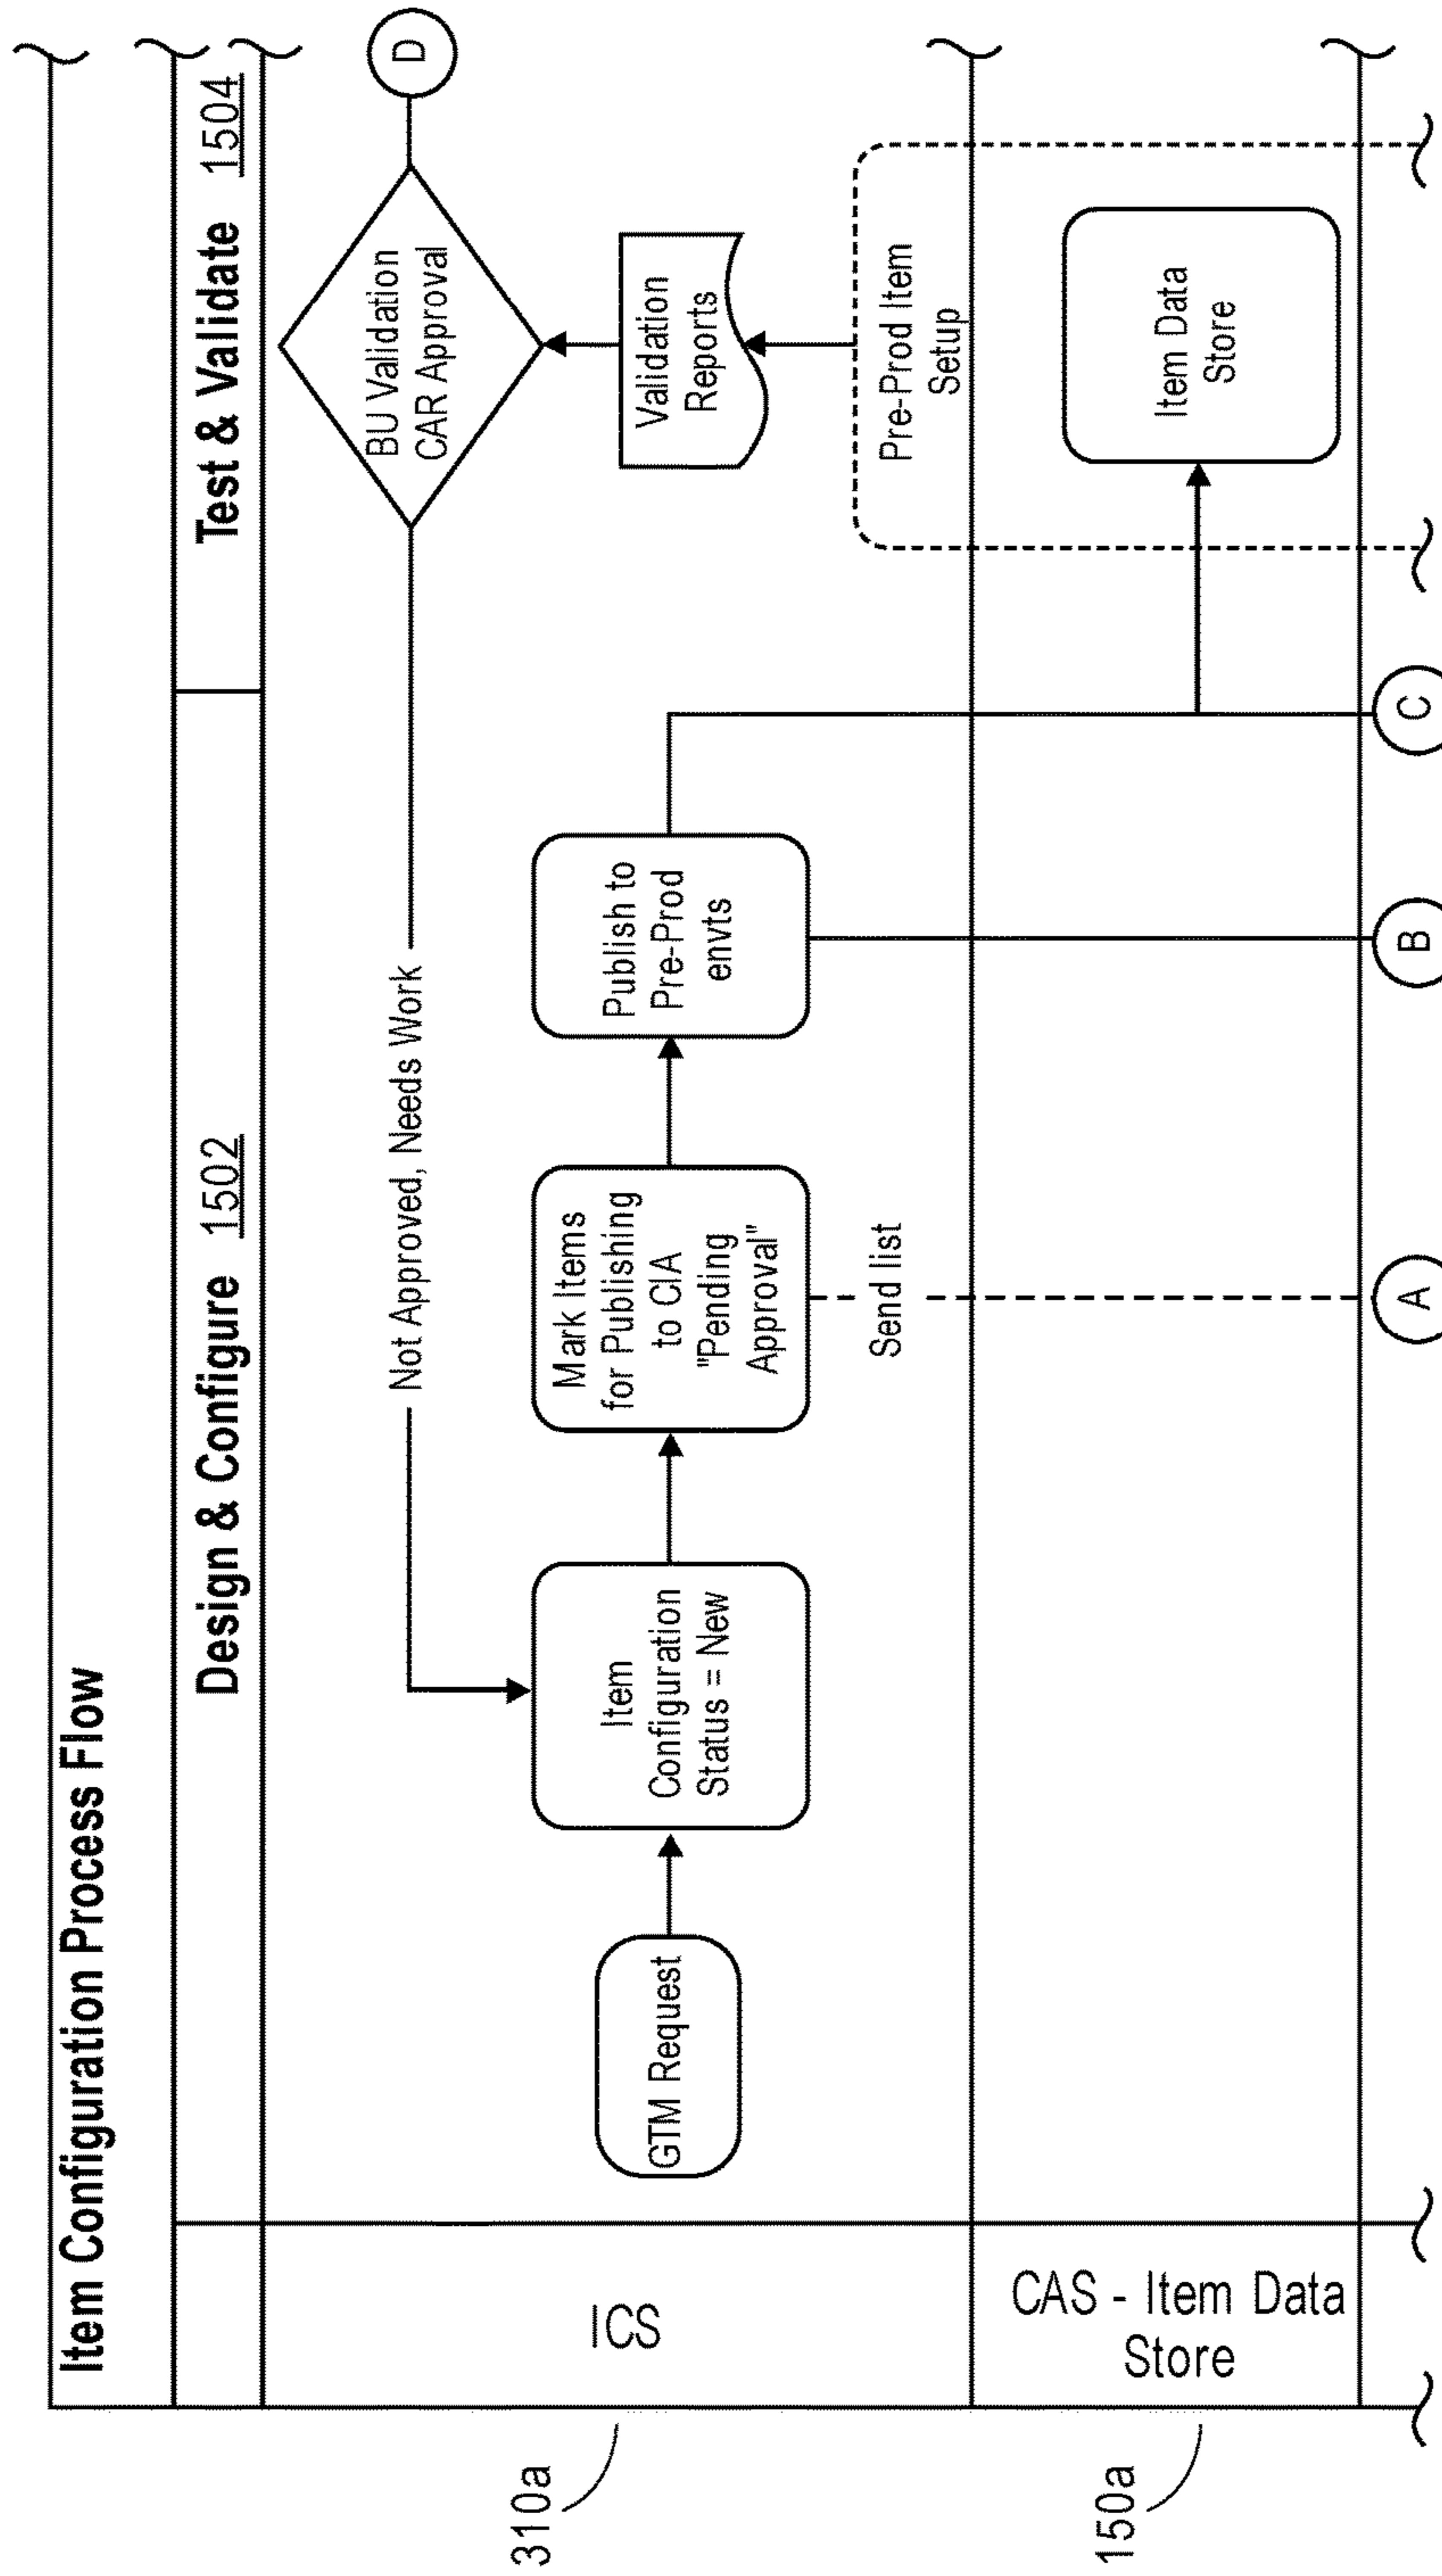 Item Configuration Process Flow
Design & Configure 1502
Test & Validate 1504
310a
ICS
GTM Request
Item
Configuration
Status = New
Mark Items
for Publishing
to CIA
"Pending
Approval"
Publish to
Pre-Prod
envts
Not Approved, Needs Work
BU Validation
CAR Approval
D
Validation
Reports
Pre-Prod Item
Setup
Send list
150a
CAS - Item Data
Store
Item Data
Store
A
B
C